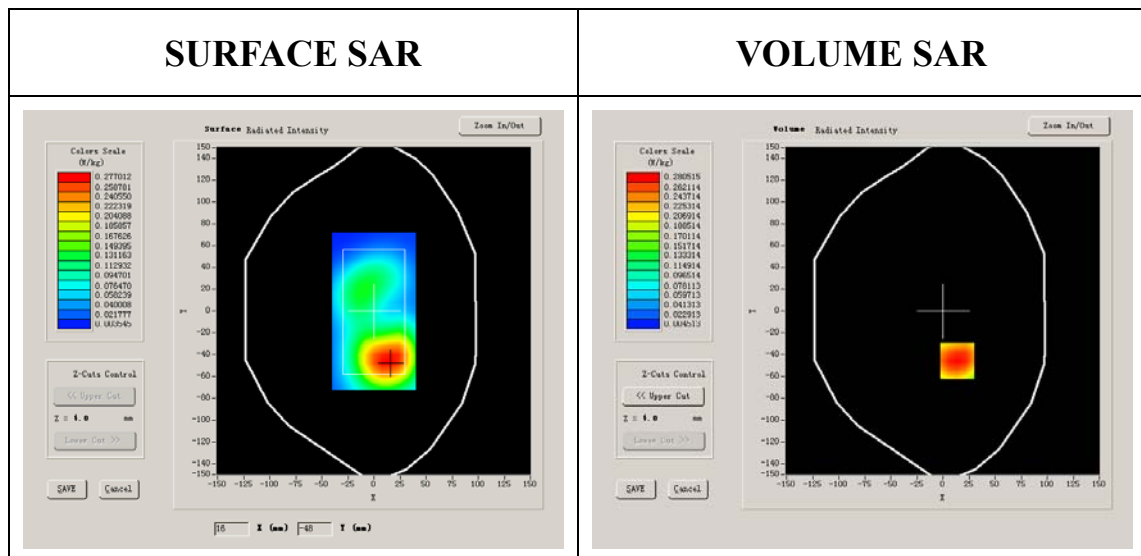 SURFACE SAR
VOLUME SAR
Surface Radiated Intensity
Zoom In/Out
Colors Scale
(W/kg)
0.277012
0.258781
0.240550
0.222319
0.204088
0.185857
0.167626
0.149395
0.131163
0.112932
0.094701
0.076470
0.058239
0.040008
0.021777
0.003545
150
140
120
100
80
60
40
20
0
-20
-40
-60
-80
-100
-120
-140
-150
Y
-150 -125 -100 -75 -50 -25 0 25 50 75 100 125 150
X
Z-Cuts Control
<< Upper Cut
Z = 4.0 mm
Lower Cut >>
SAVE Cancel
16 X (mm) -48 Y (mm)
Volume Radiated Intensity
Zoom In/Out
Colors Scale
(W/kg)
0.280515
0.262114
0.243714
0.225314
0.206914
0.188514
0.170114
0.151714
0.133314
0.114914
0.096514
0.078113
0.059713
0.041313
0.022913
0.004513
150
140
120
100
80
60
40
20
0
-20
-40
-60
-80
-100
-120
-140
-150
Y
-150 -125 -100 -75 -50 -25 0 25 50 75 100 125 150
X
Z-Cuts Control
<< Upper Cut
Z = 4.0 mm
Lower Cut >>
SAVE Cancel